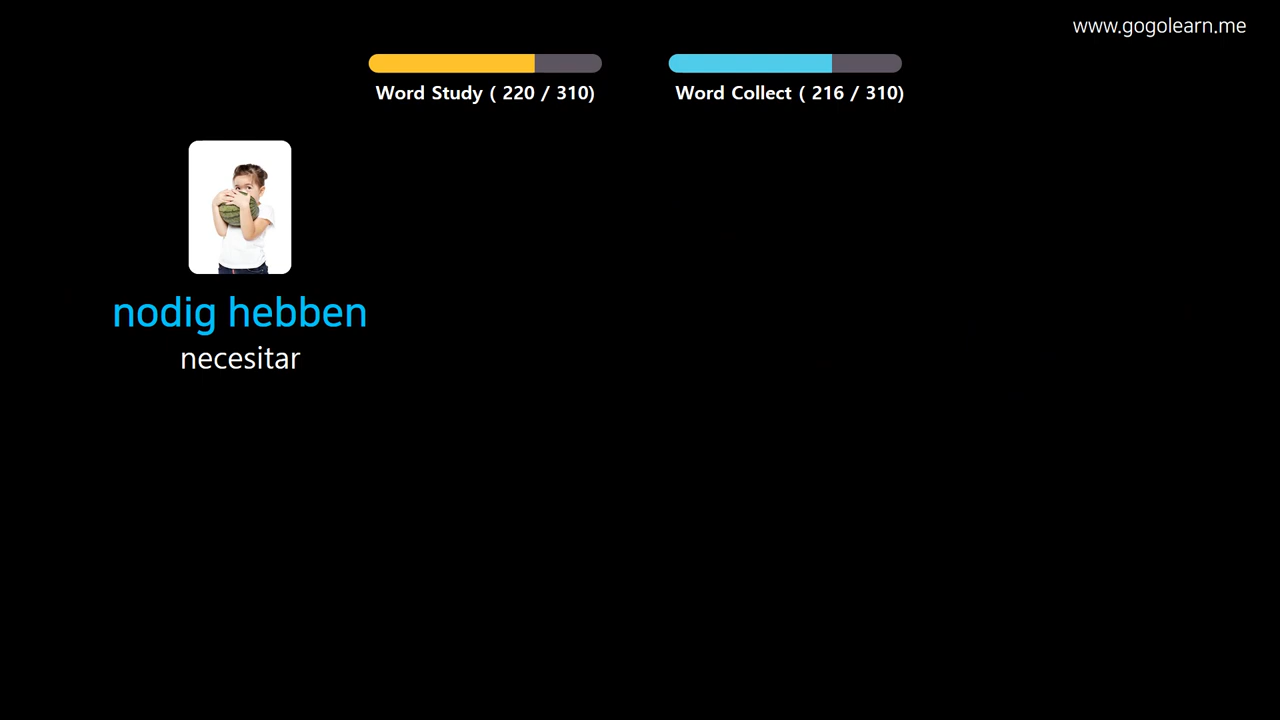 www.gogolearn.me
Word Study ( 220 / 310)
Word Collect ( 216 / 310)
nodig hebben
necesitar